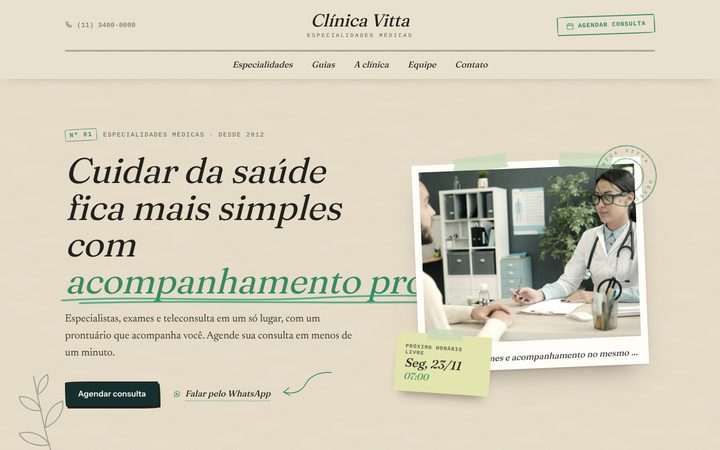 (11) 3400-0000
Clínica Vitta
ESPECIALIDADES MÉDICAS
AGENDAR CONSULTA
Especialidades Guias A clínica Equipe Contato
Nº 01 ESPECIALIDADES MÉDICAS · DESDE 2012
Cuidar da saúde
fica mais simples
com
acompanhamento
Especialistas, exames e teleconsulta em um só lugar, com um
prontuário que acompanha você. Agende sua consulta em menos de
um minuto.
Agendar consulta
Falar pelo WhatsApp
PRÓXIMO HORÁRIO
LIVRE
Seg, 23/11
07:00
e acompanhamento no mesmo ...